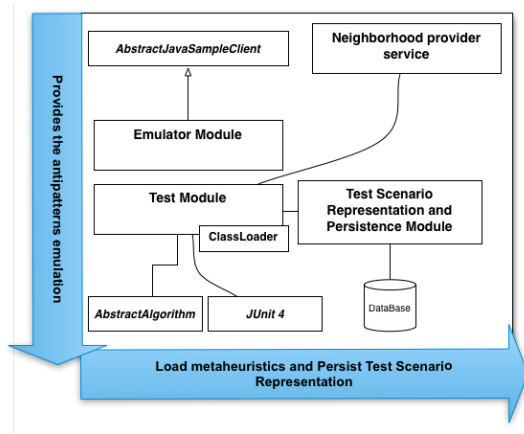 Neighborhood provider
service
AbstractJavaSampleClient
Emulator Module
Test Module
ClassLoader
Test Scenario
Representation and
Persistence Module
AbstractAlgorithm
JUnit 4
DataBase
Provides the antipatterns emulation
Load metaheuristics and Persist Test Scenario
Representation